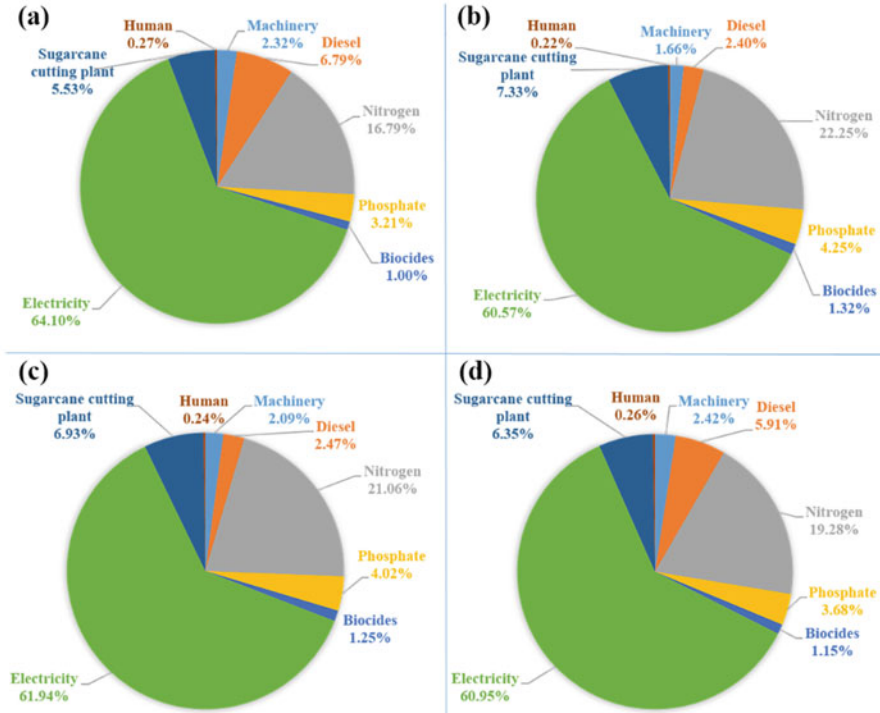 (a)
Human
0.27%
Machinery
2.32%
Diesel
6.79%
Sugarcane
cutting plant
5.53%
Nitrogen
16.79%
Phosphate
3.21%
Biocides
1.00%
Electricity
64.10%
(b)
Human
0.22%
Machinery
1.66%
Diesel
2.40%
Sugarcane cutting plant
7.33%
Nitrogen
22.25%
Phosphate
4.25%
Biocides
1.32%
Electricity
60.57%
(c)
Sugarcane cutting
plant
6.93%
Human
0.24%
Machinery
2.09%
Diesel
2.47%
Nitrogen
21.06%
Phosphate
4.02%
Biocides
1.25%
Electricity
61.94%
(d)
Sugarcane cutting
plant
6.35%
Human
0.26%
Machinery
2.42%
Diesel
5.91%
Nitrogen
19.28%
Phosphate
3.68%
Biocides
1.15%
Electricity
60.95%